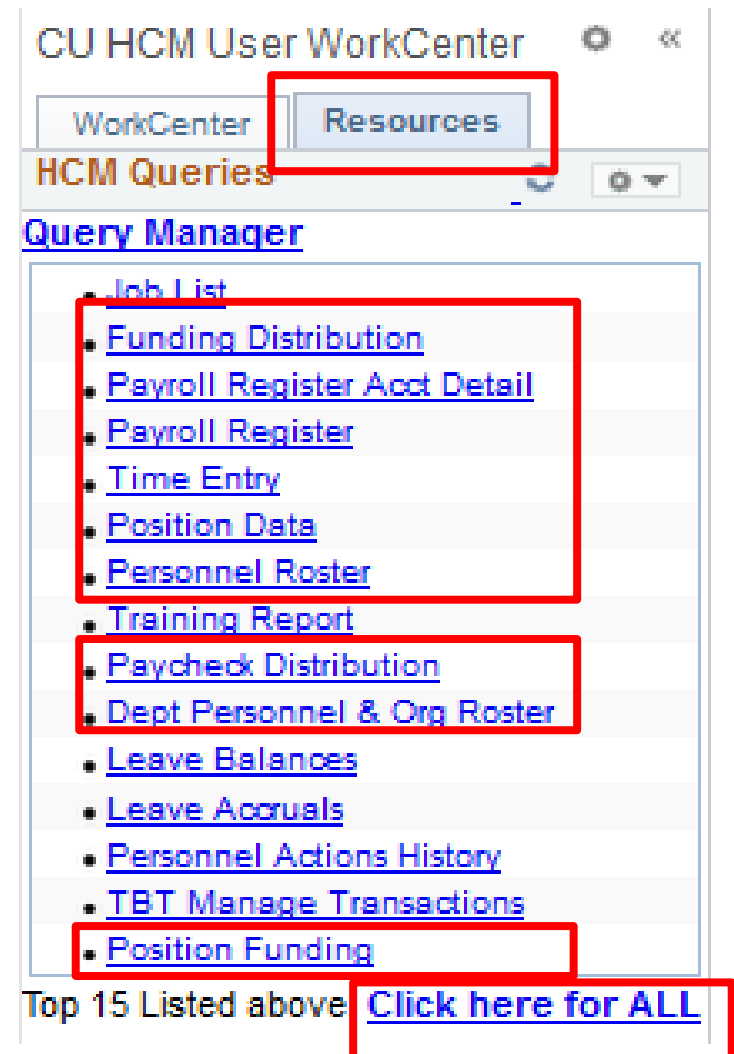 CU HCM User WorkCenter «
WorkCenter Resources
HCM Queries
Query Manager
• Job List
• Funding Distribution
• Payroll Register Acct Detail
• Payroll Register
• Time Entry
• Position Data
• Personnel Roster
• Training Report
• Paycheck Distribution
• Dept Personnel & Org Roster
• Leave Balances
• Leave Accruals
• Personnel Actions History
• TBT Manage Transactions
• Position Funding
Top 15 Listed above Click here for ALL